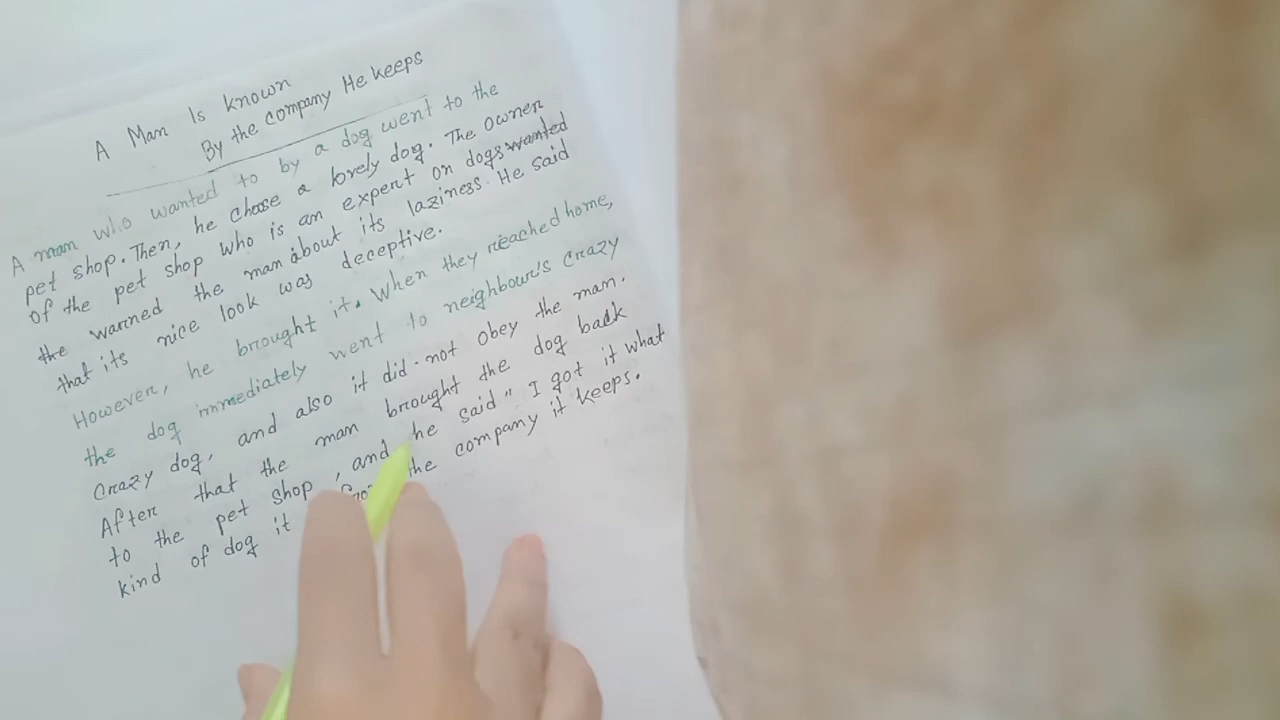 A Man Is known
By the company He keeps
A man who wanted to by a dog went to the
pet shop. Then, he chose a lovely dog. The owner
of the pet shop who is an expert on dogs wanted
the warned the man about its laziness. He said
that its nice look was deceptive.
However, he brought it. When they reached home,
the dog immediately went to neighbour's crazy
crazy dog, and also it did not obey the man.
After that the man brought the dog back
to the pet shop, and he said" I got it what
kind of dog it the company it keeps.